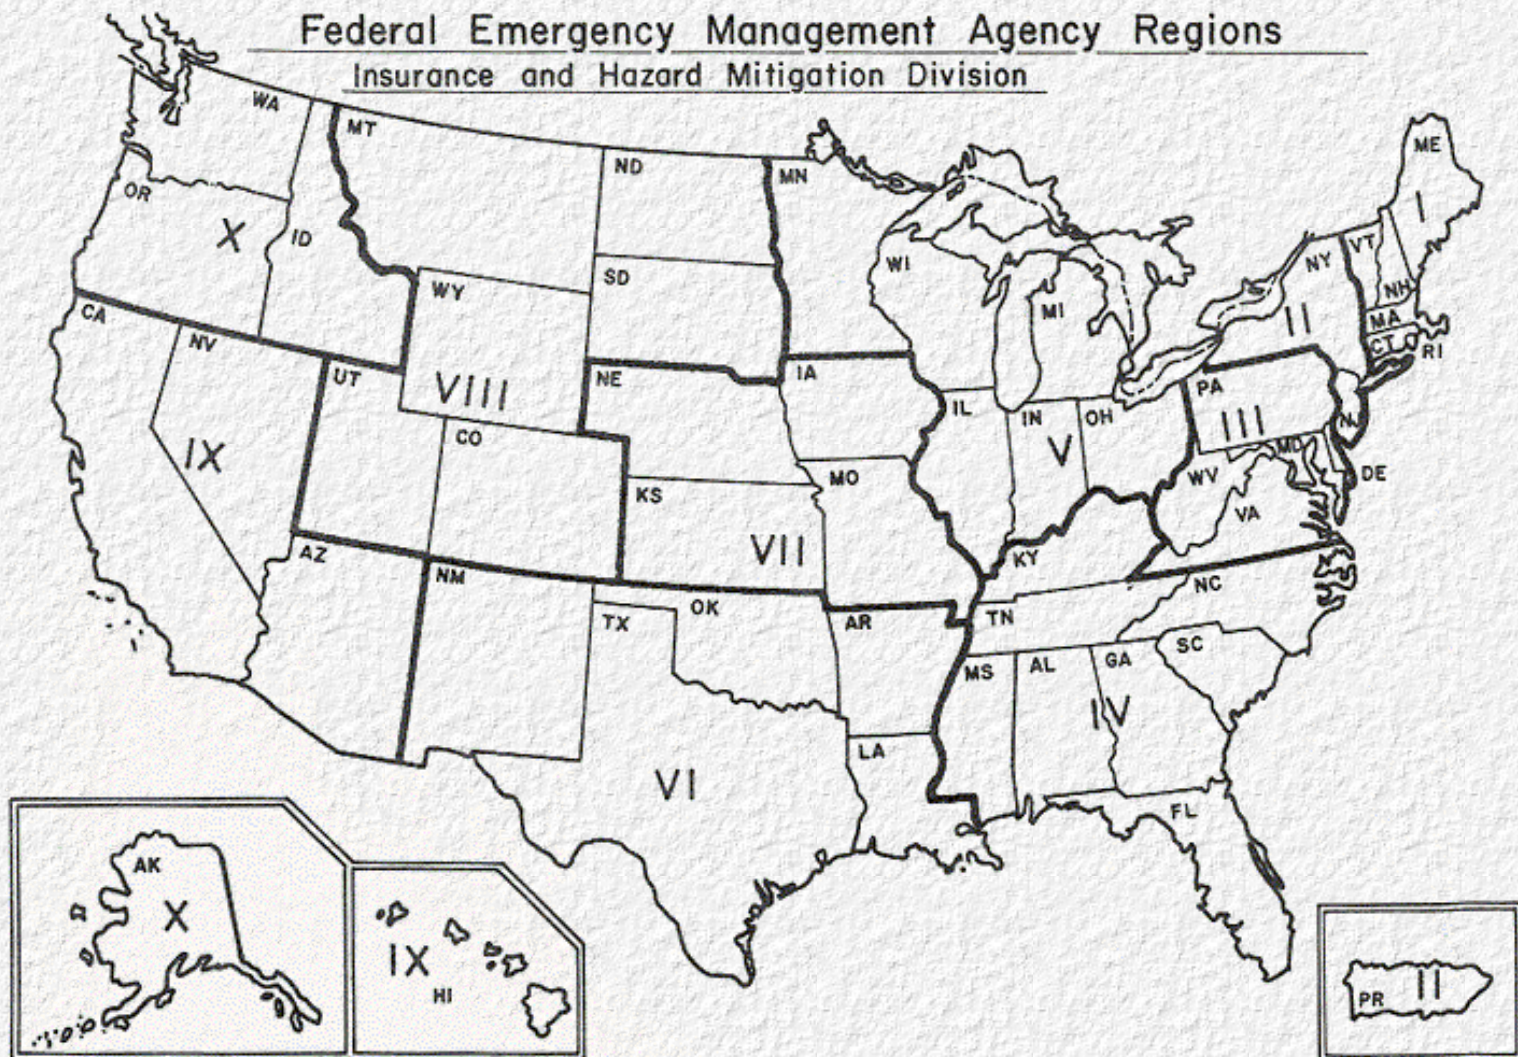 Federal Emergency Management Agency Regions
Insurance and Hazard Mitigation Division
WA
MT
ND
MN
ME
OR
X
ID
I
WI
VT
NY
SD
WY
NH
MI
II
CA
MA
NV
CT
RI
UT
VIII
NE
IA
PA
IL
IN
OH
III
NJ
CO
V
IX
MD
MO
WV
DE
KS
VA
VII
AZ
KY
NM
NC
OK
TX
AR
TN
SC
MS
AL
GA
IV
LA
VI
FL
AK
X
IX
HI
PR
II